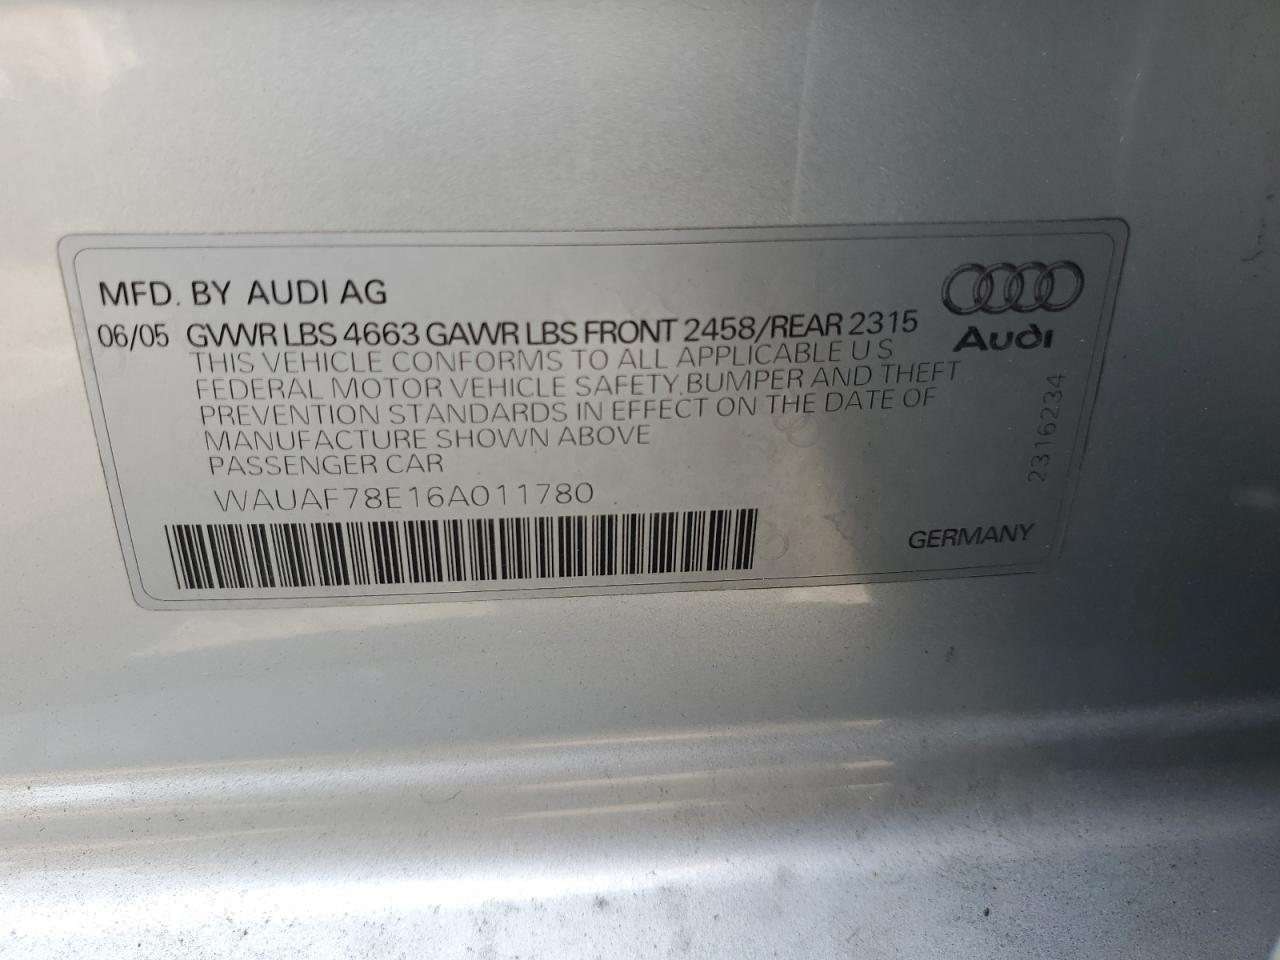 MFD. BY AUDI AG
06/05 GVWR LBS 4663 GAWR LBS FRONT 2458/REAR 2315
THIS VEHICLE CONFORMS TO ALL APPLICABLE U S
FEDERAL MOTOR VEHICLE SAFETY, BUMPER AND THEFT
PREVENTION STANDARDS IN EFFECT ON THE DATE OF
MANUFACTURE SHOWN ABOVE
PASSENGER CAR
WAUAF78E16A011780
Audi
2316234
GERMANY